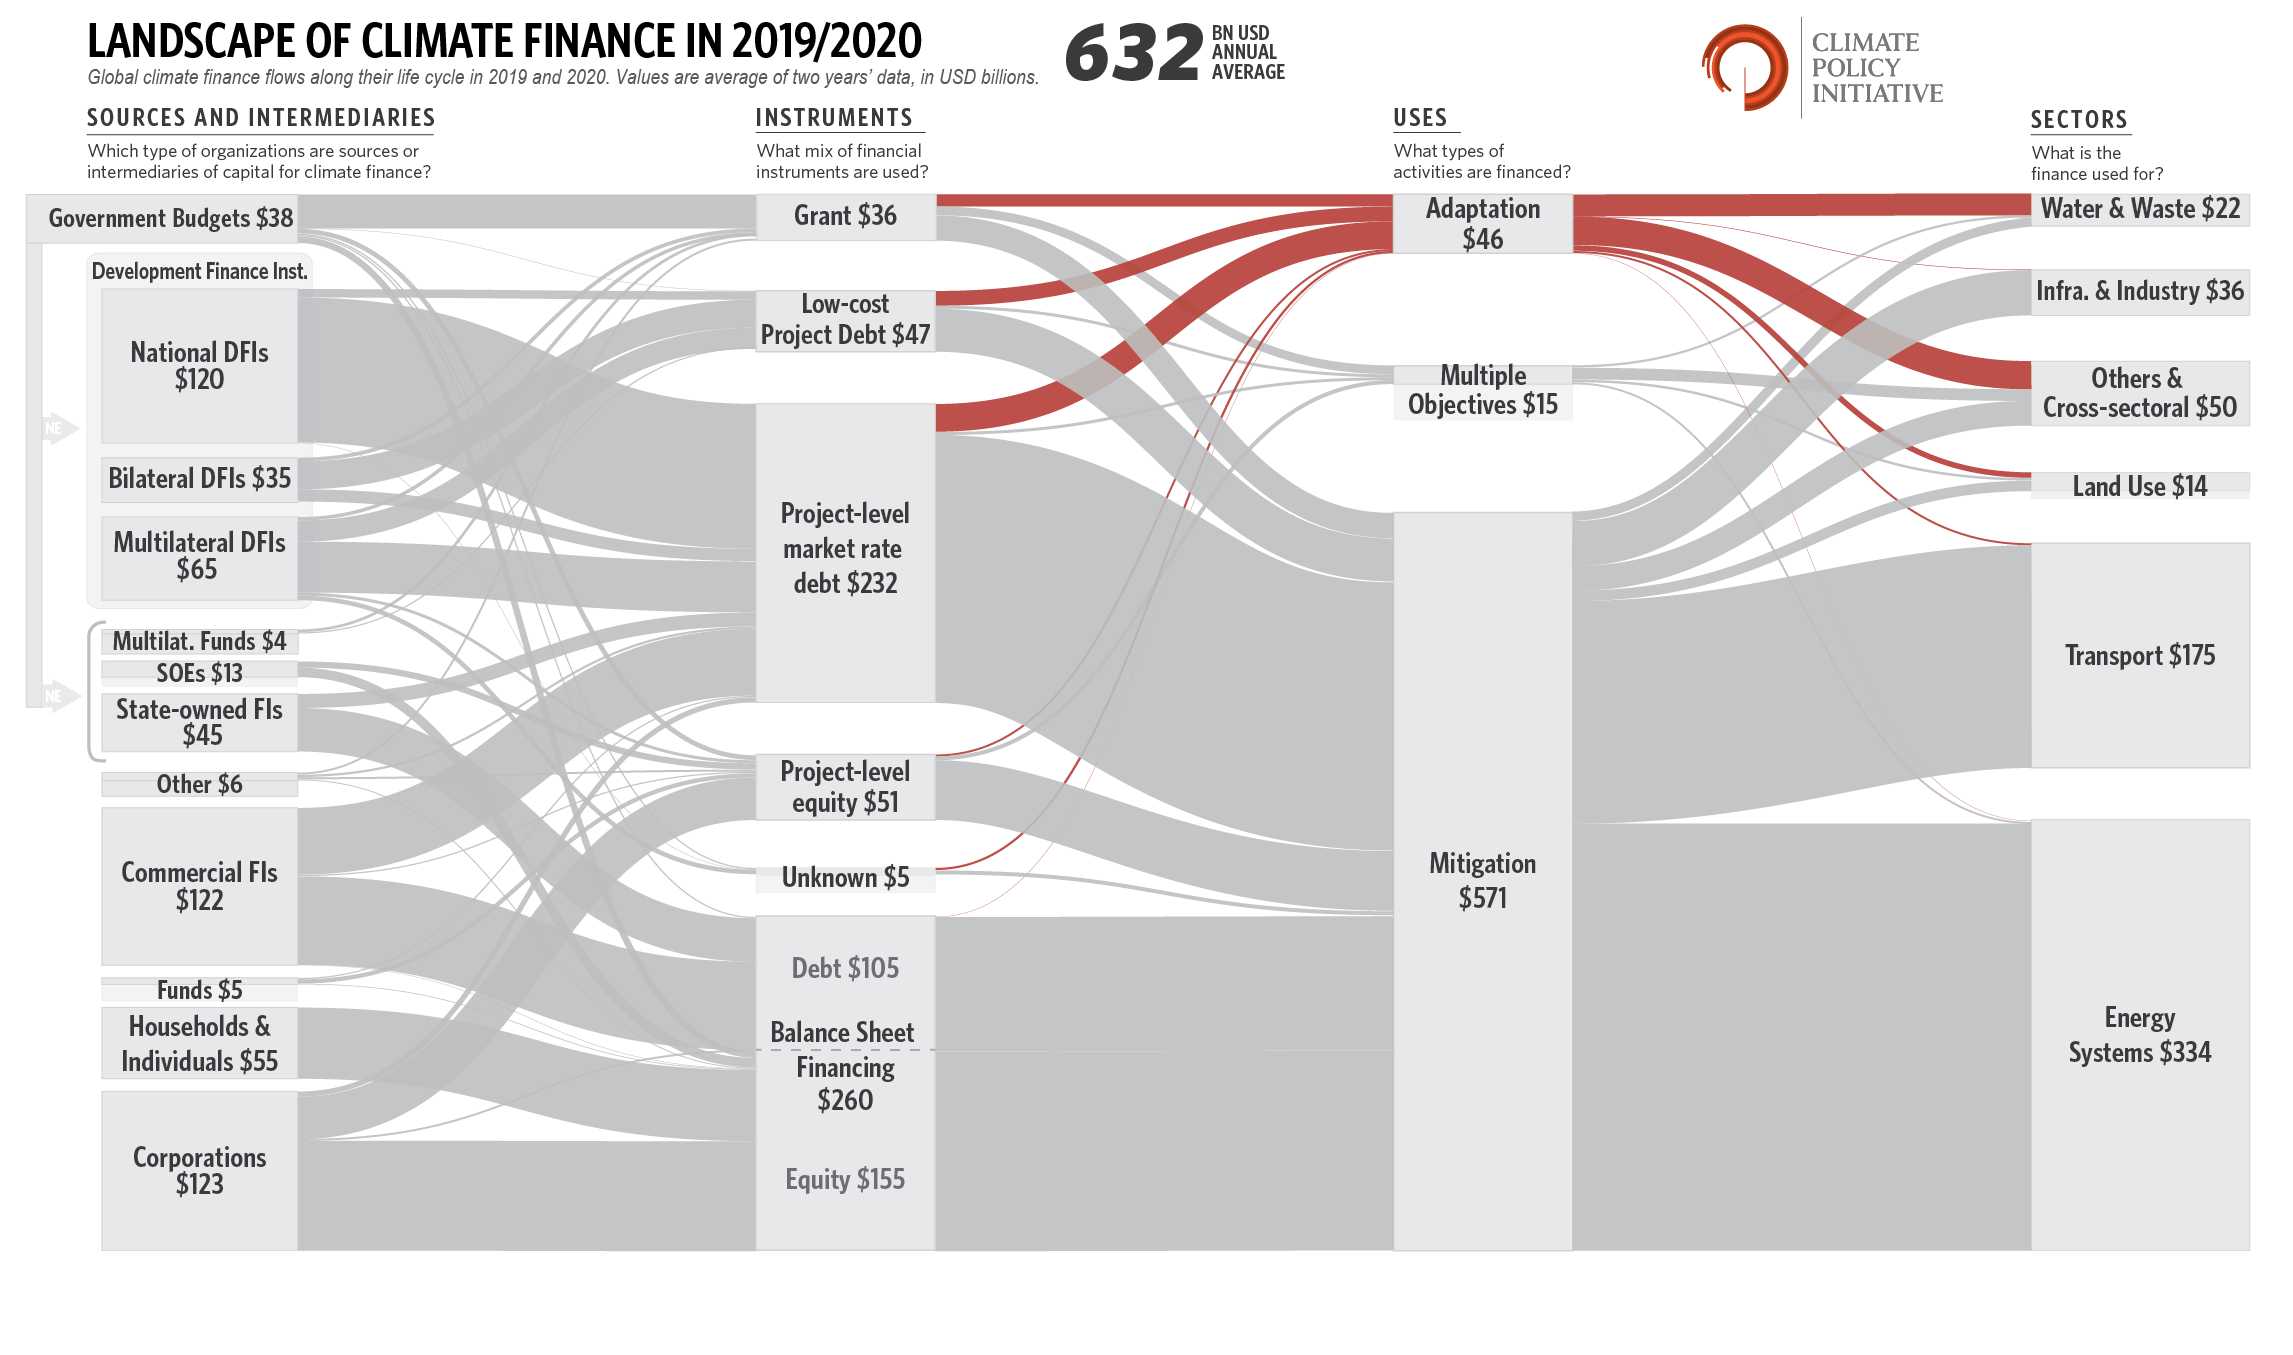 LANDSCAPE OF CLIMATE FINANCE IN 2019/2020
Global climate finance flows along their life cycle in 2019 and 2020. Values are average of two years' data, in USD billions.
632
BN USD
ANNUAL
AVERAGE
CLIMATE
POLICY
INITIATIVE
SOURCES AND INTERMEDIARIES
Which type of organizations are sources or
intermediaries of capital for climate finance?
INSTRUMENTS
What mix of financial
instruments are used?
USES
What types of
activities are financed?
SECTORS
What is the
finance used for?
Government Budgets $38
Development Finance Inst.
National DFIs
$120
NE
Bilateral DFIs $35
Multilateral DFIs
$65
Multilat. Funds $4
SOEs $13
NE
State-owned FIs
$45
Other $6
Commercial FIs
$122
Funds $5
Households &
Individuals $55
Corporations
$123
Grant $36
Low-cost
Project Debt $47
Project-level
market rate
debt $232
Project-level
equity $51
Unknown $5
Debt $105
Balance Sheet
Financing
$260
Equity $155
Adaptation
$46
Multiple
Objectives $15
Mitigation
$571
Water & Waste $22
Infra. & Industry $36
Others &
Cross-sectoral $50
Land Use $14
Transport $175
Energy
Systems $334